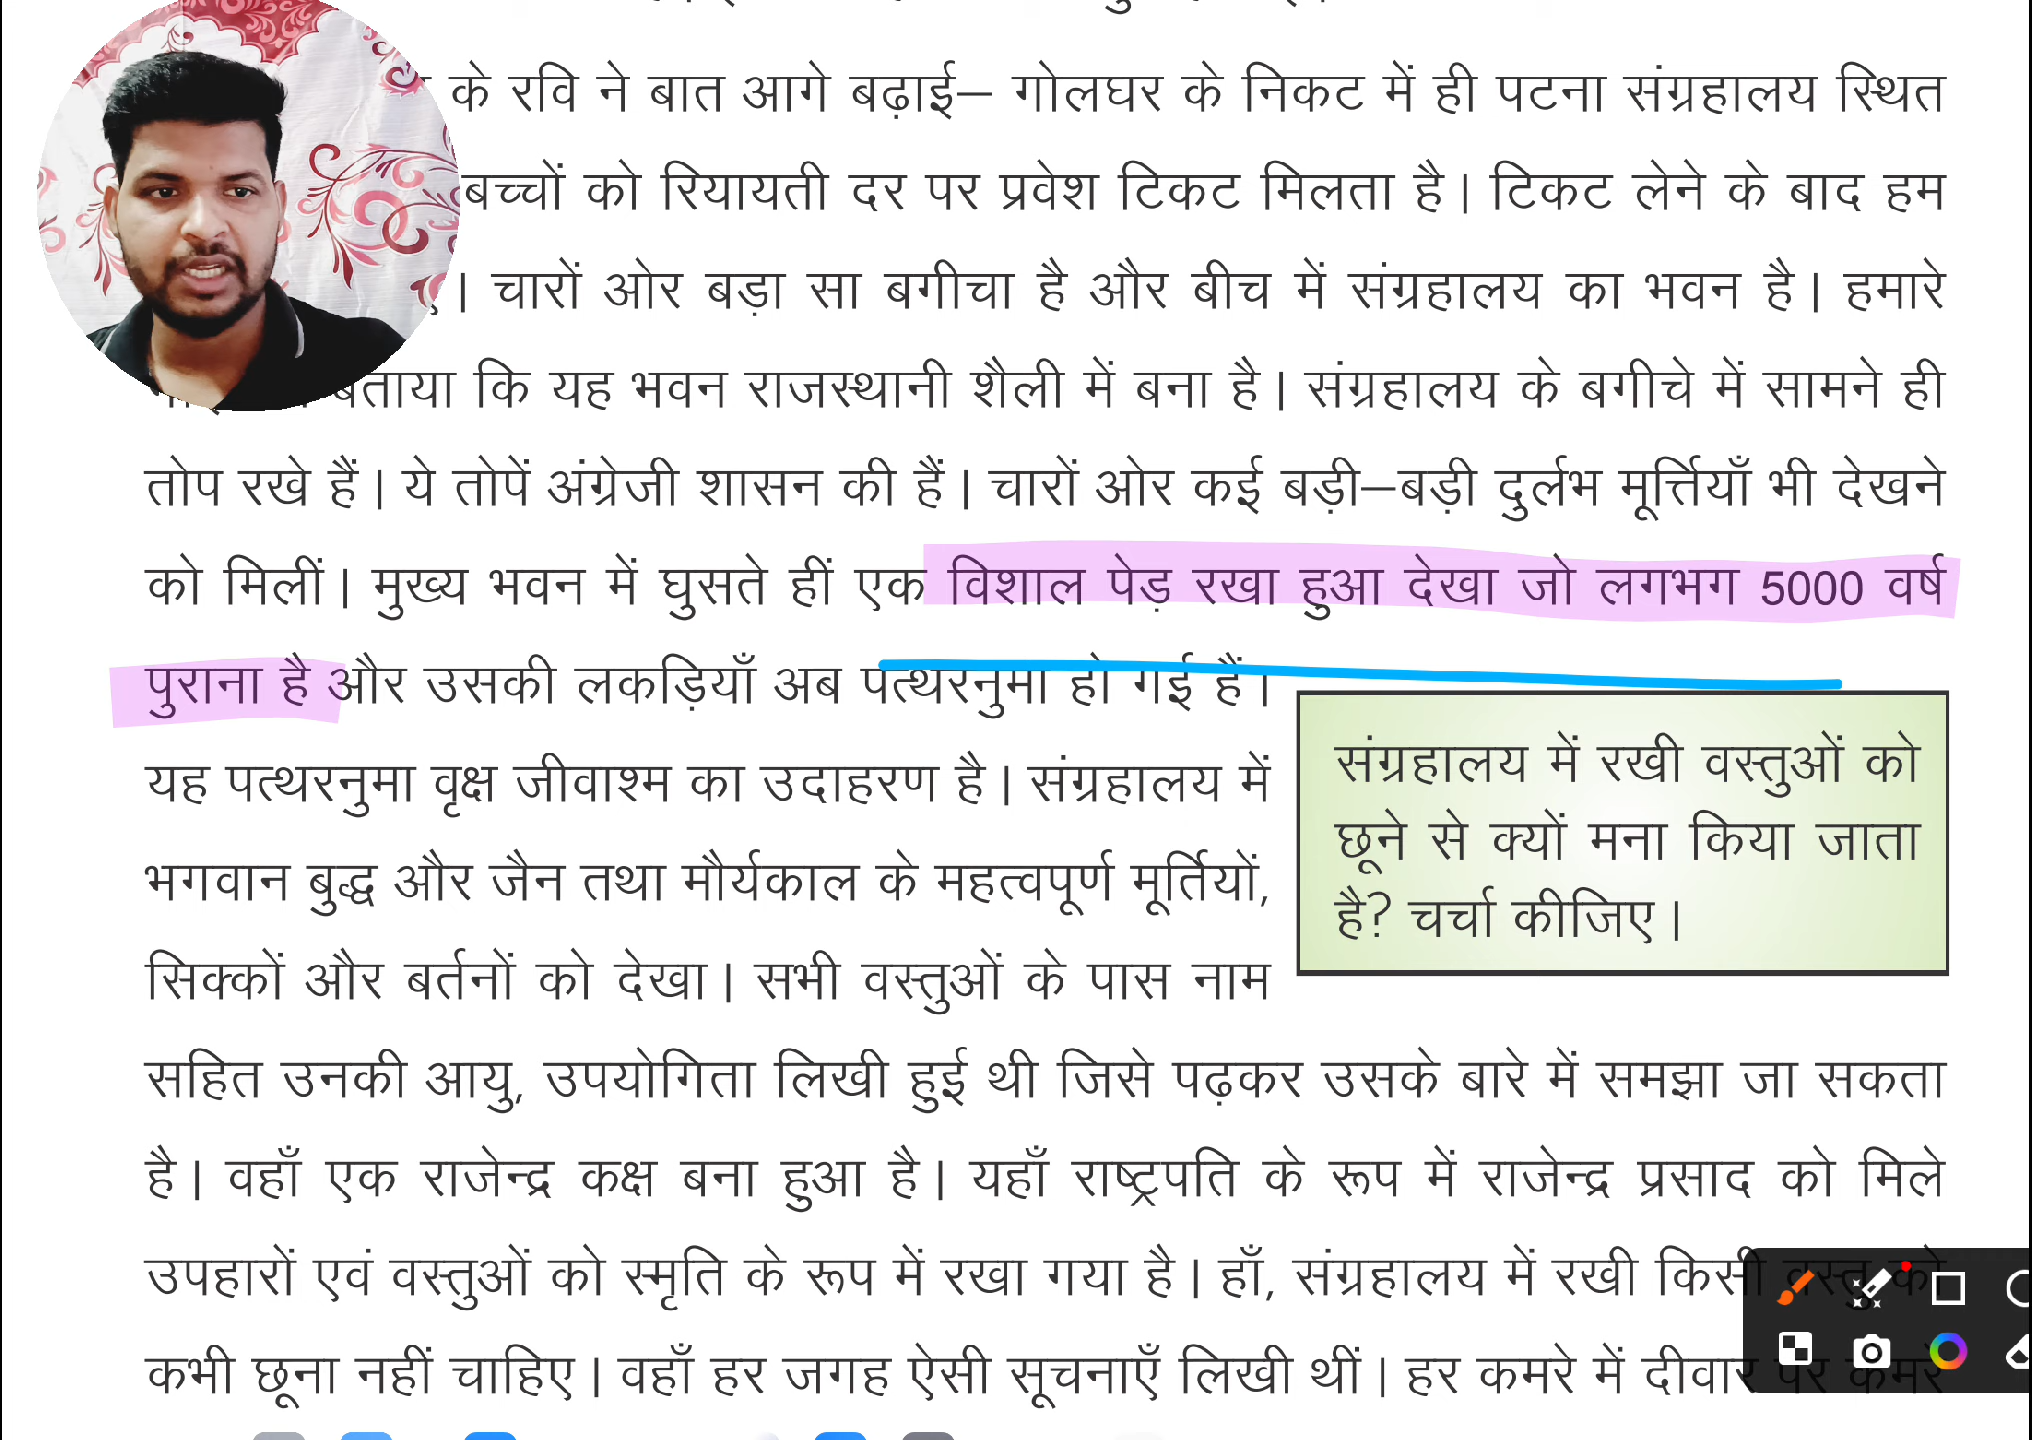 के रवि ने बात आगे बढ़ाई— गोलघर के निकट में ही पटना संग्रहालय स्थित
बच्चों को रियायती दर पर प्रवेश टिकट मिलता है। टिकट लेने के बाद हम
। चारों ओर बड़ा सा बगीचा है और बीच में संग्रहालय का भवन है। हमारे
बताया कि यह भवन राजस्थानी शैली में बना है। संग्रहालय के बगीचे में सामने ही
तोप रखे हैं। ये तोपें अंग्रेजी शासन की हैं। चारों ओर कई बड़ी—बड़ी दुर्लभ मूर्त्तियाँ भी देखने
को मिलीं। मुख्य भवन में घुसते हीं एक विशाल पेड़ रखा हुआ देखा जो लगभग 5000 वर्ष
पुराना है और उसकी लकड़ियाँ अब पत्थरनुमा हो गई हैं।
यह पत्थरनुमा वृक्ष जीवाश्म का उदाहरण है। संग्रहालय में
भगवान बुद्ध और जैन तथा मौर्यकाल के महत्वपूर्ण मूर्तियों,
सिक्कों और बर्तनों को देखा। सभी वस्तुओं के पास नाम
संग्रहालय में रखी वस्तुओं को
छूने से क्यों मना किया जाता
है? चर्चा कीजिए।
सहित उनकी आयु, उपयोगिता लिखी हुई थी जिसे पढ़कर उसके बारे में समझा जा सकता
है। वहाँ एक राजेन्द्र कक्ष बना हुआ है। यहाँ राष्ट्रपति के रूप में राजेन्द्र प्रसाद को मिले
उपहारों एवं वस्तुओं को स्मृति के रूप में रखा गया है। हाँ, संग्रहालय में रखी किसी वस्तु को
कभी छूना नहीं चाहिए। वहाँ हर जगह ऐसी सूचनाएँ लिखी थीं। हर कमरे में दीवार पर कमरे